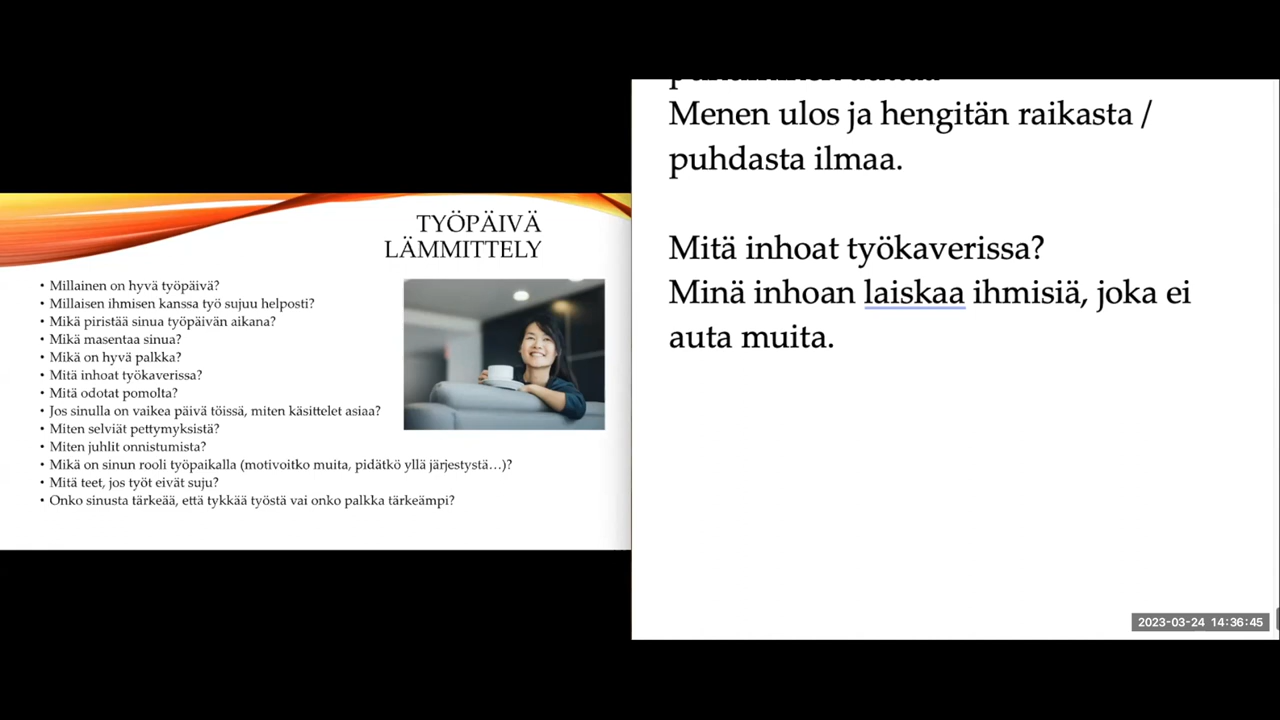 TYÖPÄIVÄ
LÄMMITTELY
• Millainen on hyvä työpäivä?
• Millaisen ihmisen kanssa työ sujuu helposti?
• Mikä piristää sinua työpäivän aikana?
• Mikä masentaa sinua?
• Mikä on hyvä palkka?
• Mitä inhoat työkaverissa?
• Mitä odotat pomolta?
• Jos sinulla on vaikea päivä töissä, miten käsittelet asiaa?
• Miten selviät pettymyksistä?
• Miten juhlit onnistumista?
• Mikä on sinun rooli työpaikalla (motivoitko muita, pidätkö yllä järjestystä…)?
• Mitä teet, jos työt eivät suju?
• Onko sinusta tärkeää, että tykkää työstä vai onko palkka tärkeämpi?
Menen ulos ja hengitän raikasta /
puhdasta ilmaa.
Mitä inhoat työkaverissa?
Minä inhoan laiskaa ihmisiä, joka ei
auta muita.
2023-03-24 14:36:45